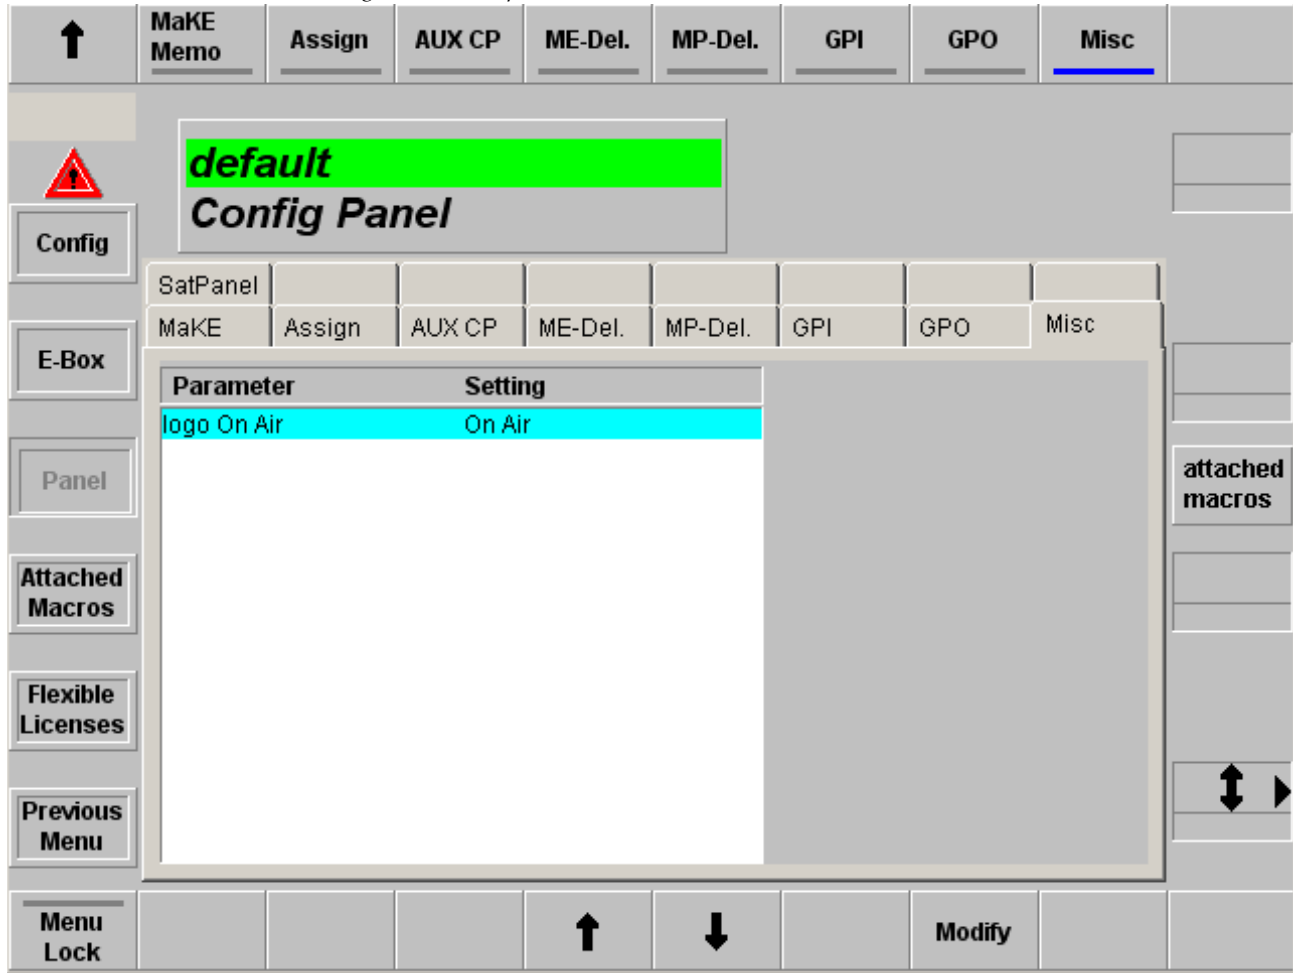 MaKE
Memo
Assign
AUX CP
ME-Del.
MP-Del.
GPI
GPO
Misc
default
Config Panel
Config
SatPanel
MaKE
Assign
AUX CP
ME-Del.
MP-Del.
GPI
GPO
Misc
E-Box
Parameter Setting
logo On Air On Air
Panel
attached
macros
Attached
Macros
Flexible
Licenses
Previous
Menu
Menu
Lock
Modify